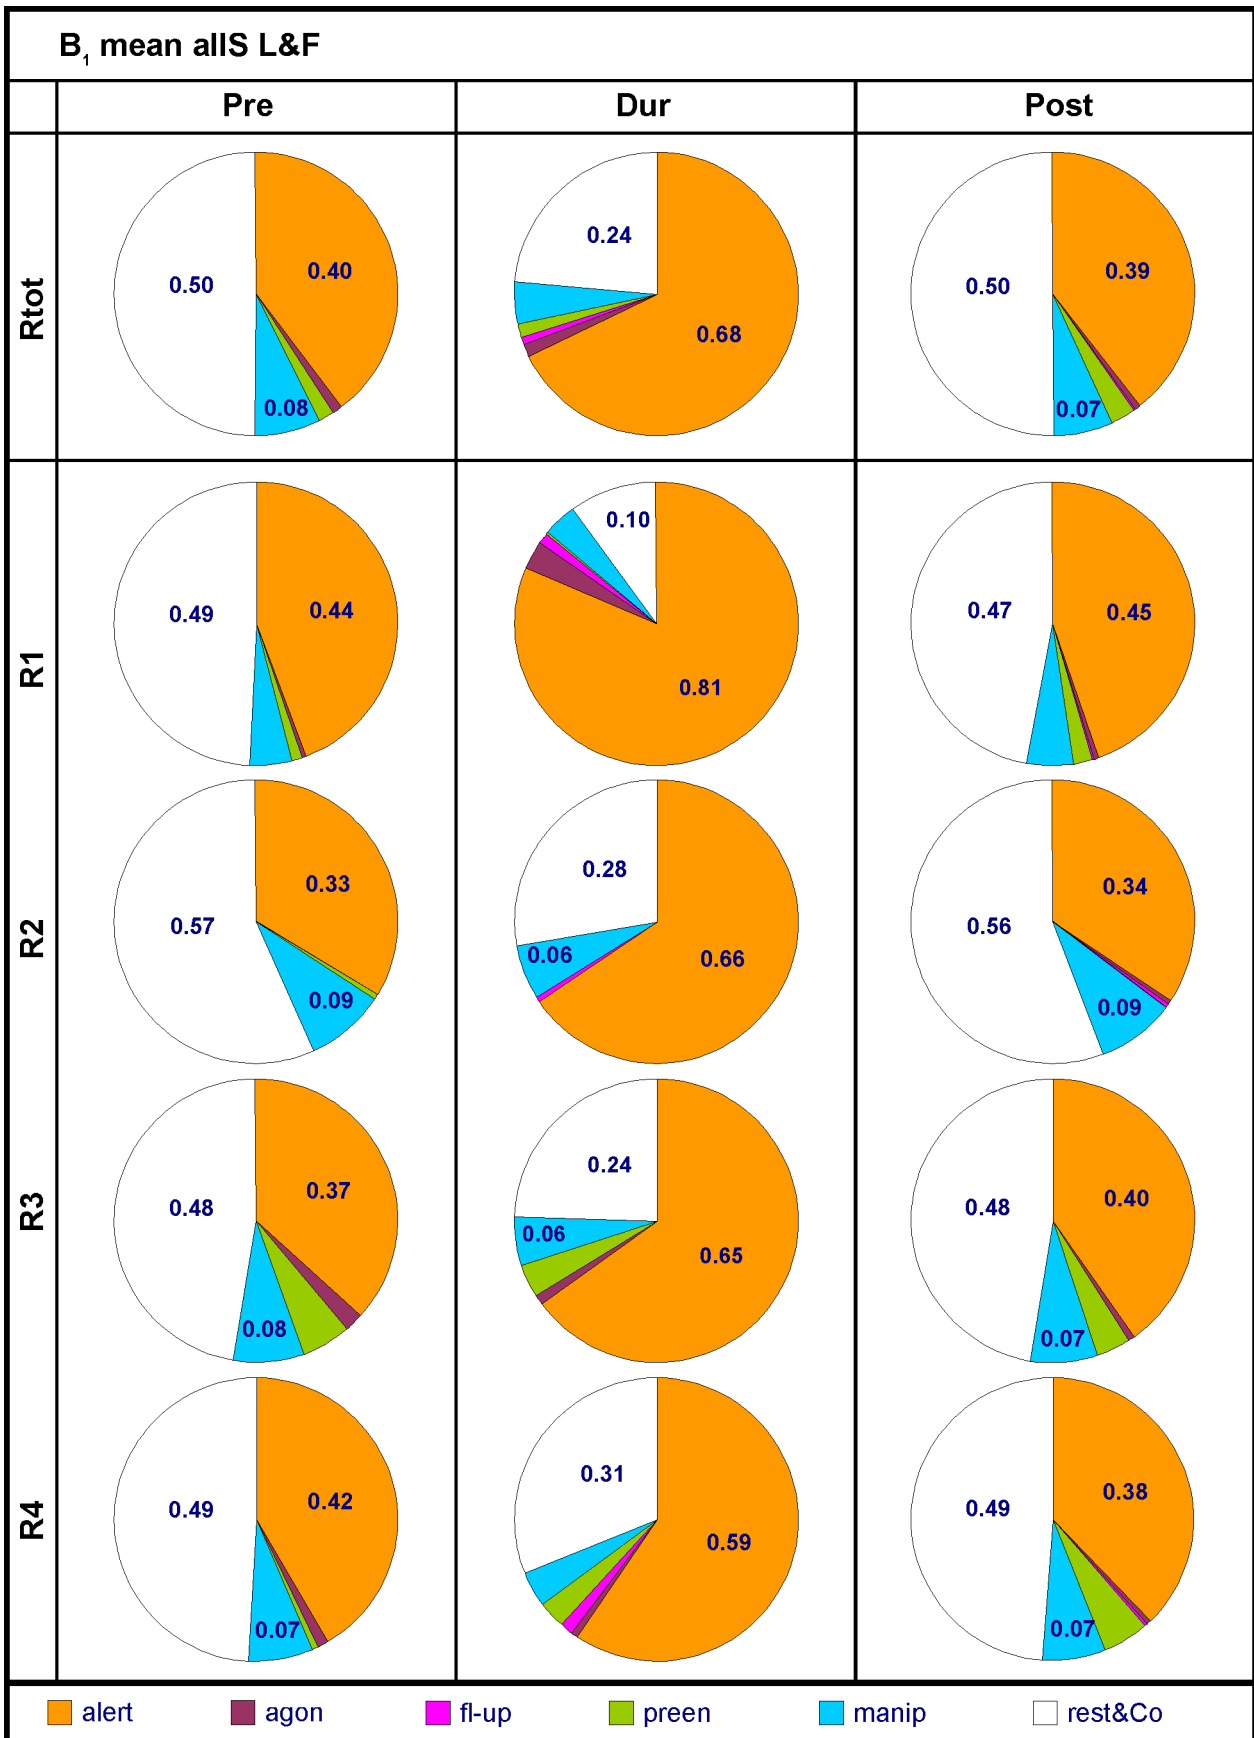 B1 mean allS L&F
Pre Dur Post
Rtot
0.50 0.40 0.08
0.24 0.68
0.50 0.39 0.07
R1
0.49 0.44
0.10 0.81
0.47 0.45
R2
0.57 0.33 0.09
0.28 0.06 0.66
0.56 0.34 0.09
R3
0.48 0.37 0.08
0.24 0.06 0.65
0.48 0.40 0.07
R4
0.49 0.42 0.07
0.31 0.59
0.49 0.38 0.07
alert agon fl-up preen manip rest&Co